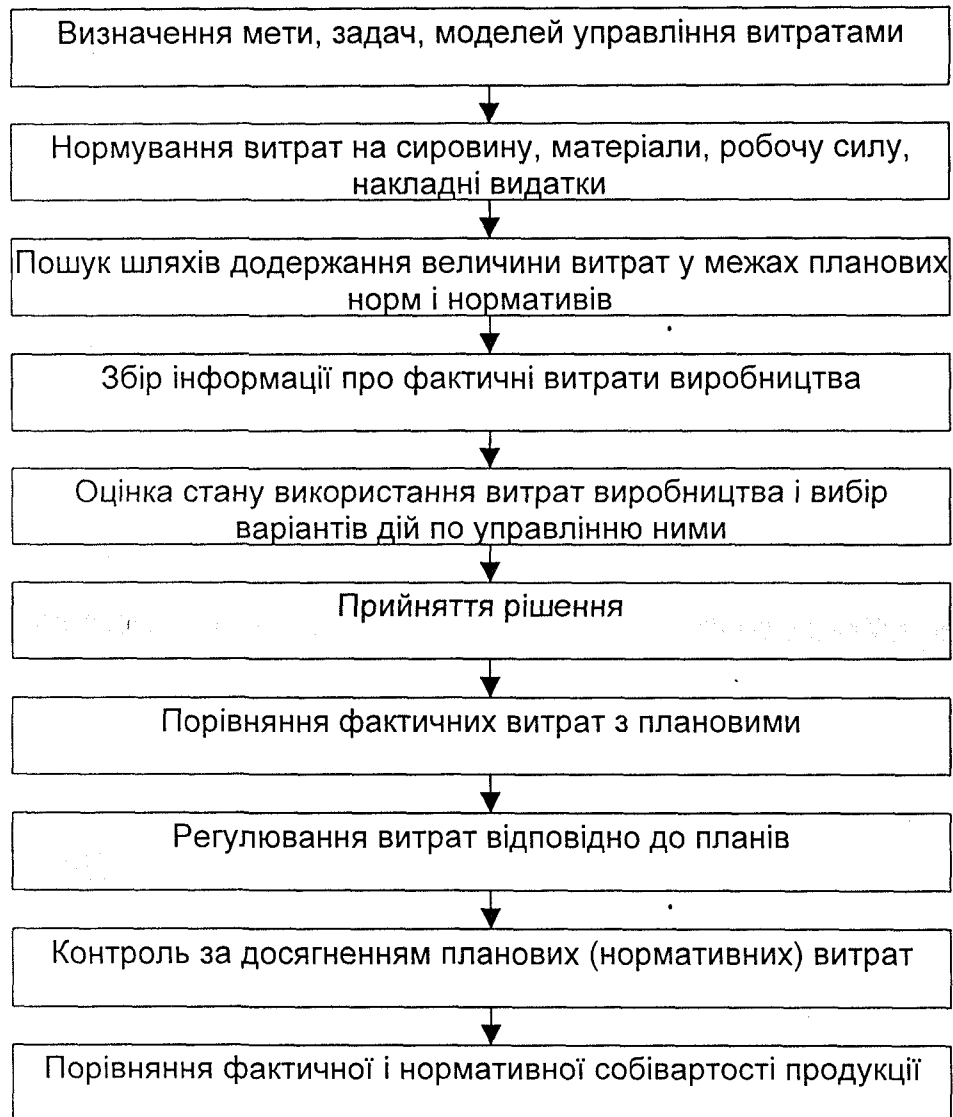 Визначення мети, задач, моделей управління витратами
Нормування витрат на сировину, матеріали, робочу силу,
накладні видатки
Пошук шляхів додержання величини витрат у межах планових
норм і нормативів
Збір інформації про фактичні витрати виробництва
Оцінка стану використання витрат виробництва і вибір
варіантів дій по управлінню ними
Прийняття рішення
Порівняння фактичних витрат з плановими
Регулювання витрат відповідно до планів
Контроль за досягненням планових (нормативних) витрат
Порівняння фактичної і нормативної собівартості продукції